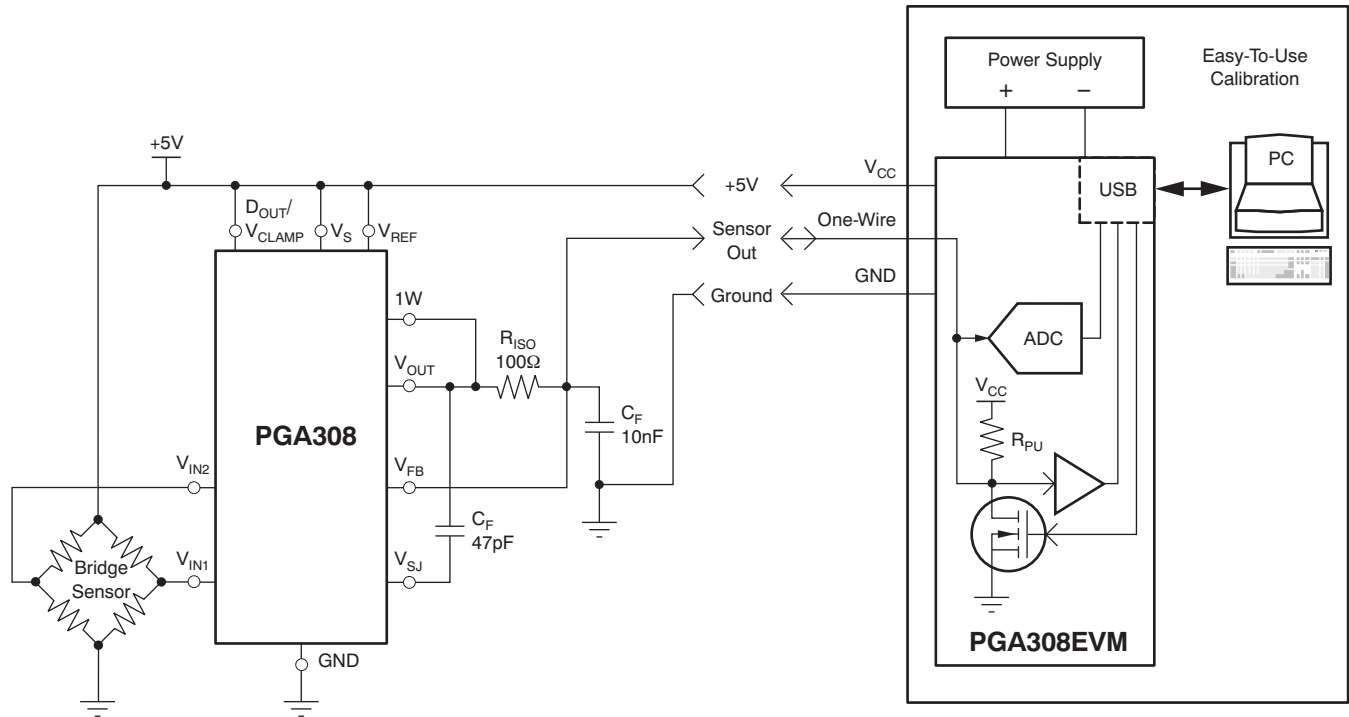 +5V
D_OUT/
V_CLAMP
V_S
V_REF
PGA308
1W
V_OUT
V_FB
V_SJ
V_IN2
V_IN1
GND
Bridge
Sensor
R_ISO
100Ω
C_F
10nF
C_F
47pF
+5V
Sensor
Out
Ground
V_CC
One-Wire
GND
Power Supply
+ −
Easy-To-Use
Calibration
USB
PC
ADC
V_CC
R_PU
PGA308EVM